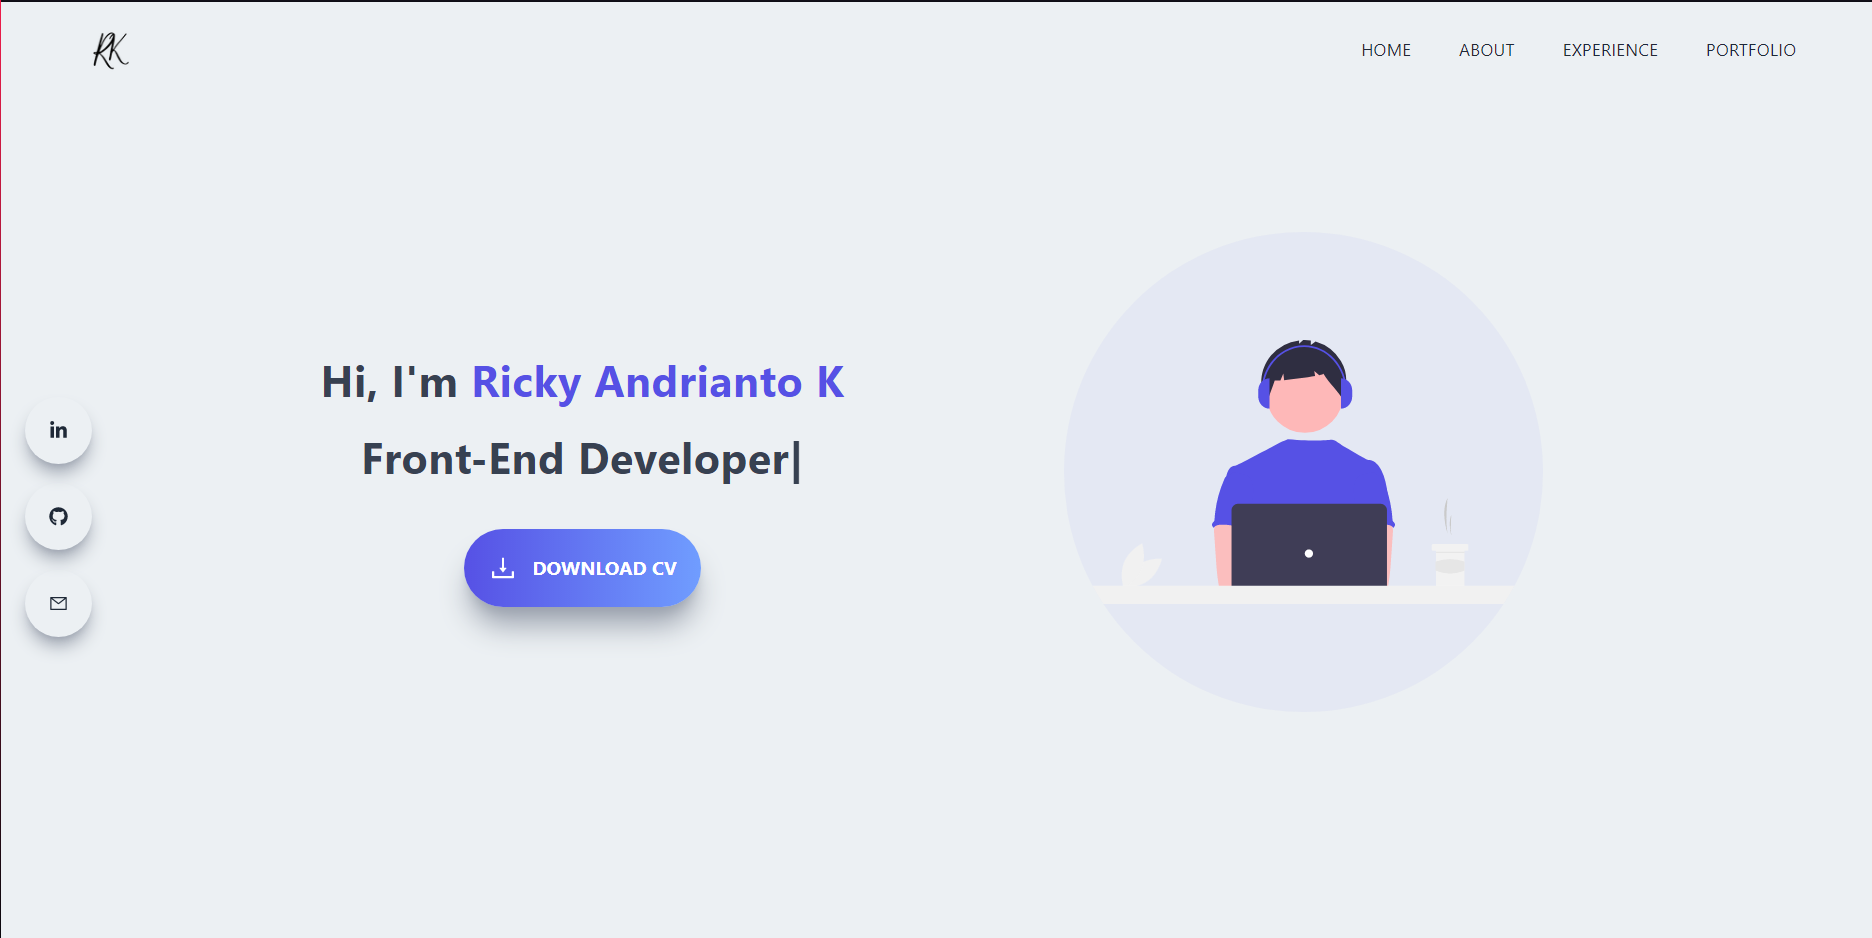 RK
HOME ABOUT EXPERIENCE PORTFOLIO
Hi, I'm Ricky Andrianto K
Front-End Developer|
DOWNLOAD CV
in